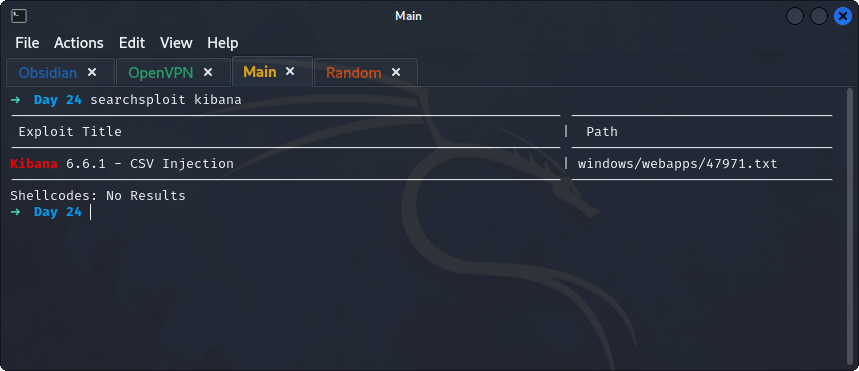 Main
File Actions Edit View Help
Obsidian × OpenVPN × Main × Random ×
→ Day 24 searchsploit kibana
Exploit Title | Path
Kibana 6.6.1 - CSV Injection | windows/webapps/47971.txt
Shellcodes: No Results
→ Day 24